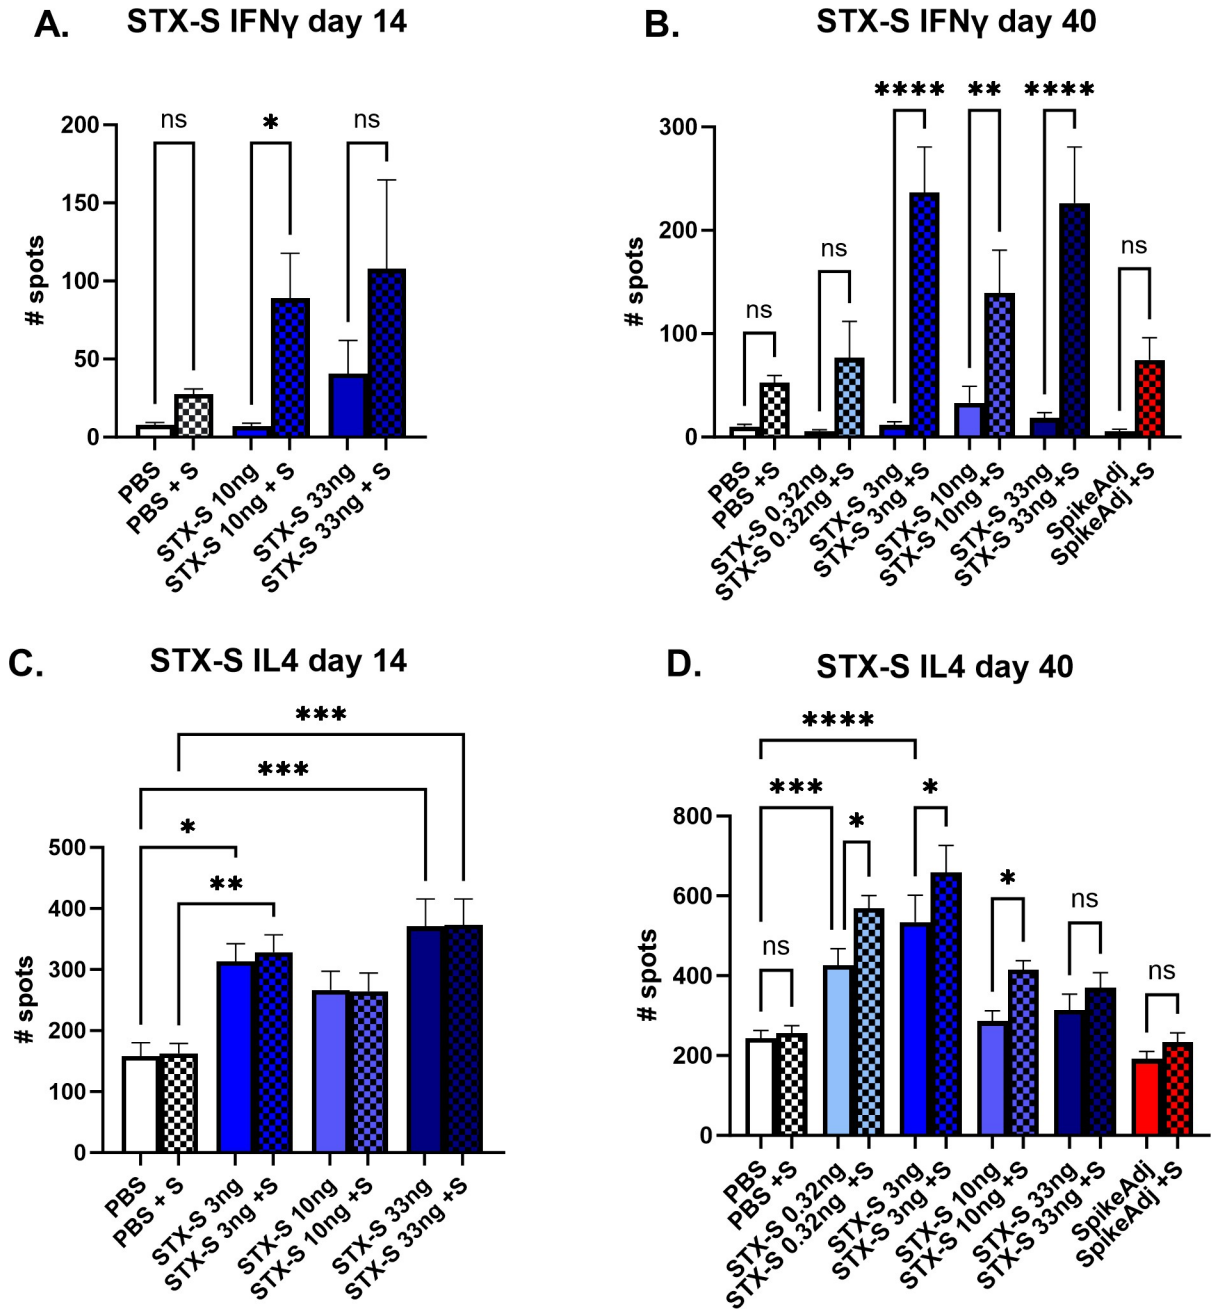 A.
STX-S IFNγ day 14
# spots
200
150
100
50
0
ns
*
ns
PBS
PBS + S
STX-S 10ng
STX-S 10ng + S
STX-S 33ng
STX-S 33ng + S
B.
STX-S IFNγ day 40
# spots
300
200
100
0
ns
ns
****
**
****
ns
PBS
PBS +S
STX-S 0.32ng
STX-S 0.32ng +S
STX-S 3ng
STX-S 3ng +S
STX-S 10ng
STX-S 10ng +S
STX-S 33ng
STX-S 33ng +S
SpikeAdj
SpikeAdj +S
C.
STX-S IL4 day 14
# spots
500
400
300
200
100
0
***
***
*
**
PBS
PBS + S
STX-S 3ng
STX-S 3ng +S
STX-S 10ng
STX-S 10ng +S
STX-S 33ng
STX-S 33ng +S
D.
STX-S IL4 day 40
# spots
800
600
400
200
0
****
***
*
*
*
ns
ns
ns
PBS
PBS +S
STX-S 0.32ng
STX-S 0.32ng +S
STX-S 3ng
STX-S 3ng +S
STX-S 10ng
STX-S 10ng +S
STX-S 33ng
STX-S 33ng +S
SpikeAdj
SpikeAdj +S